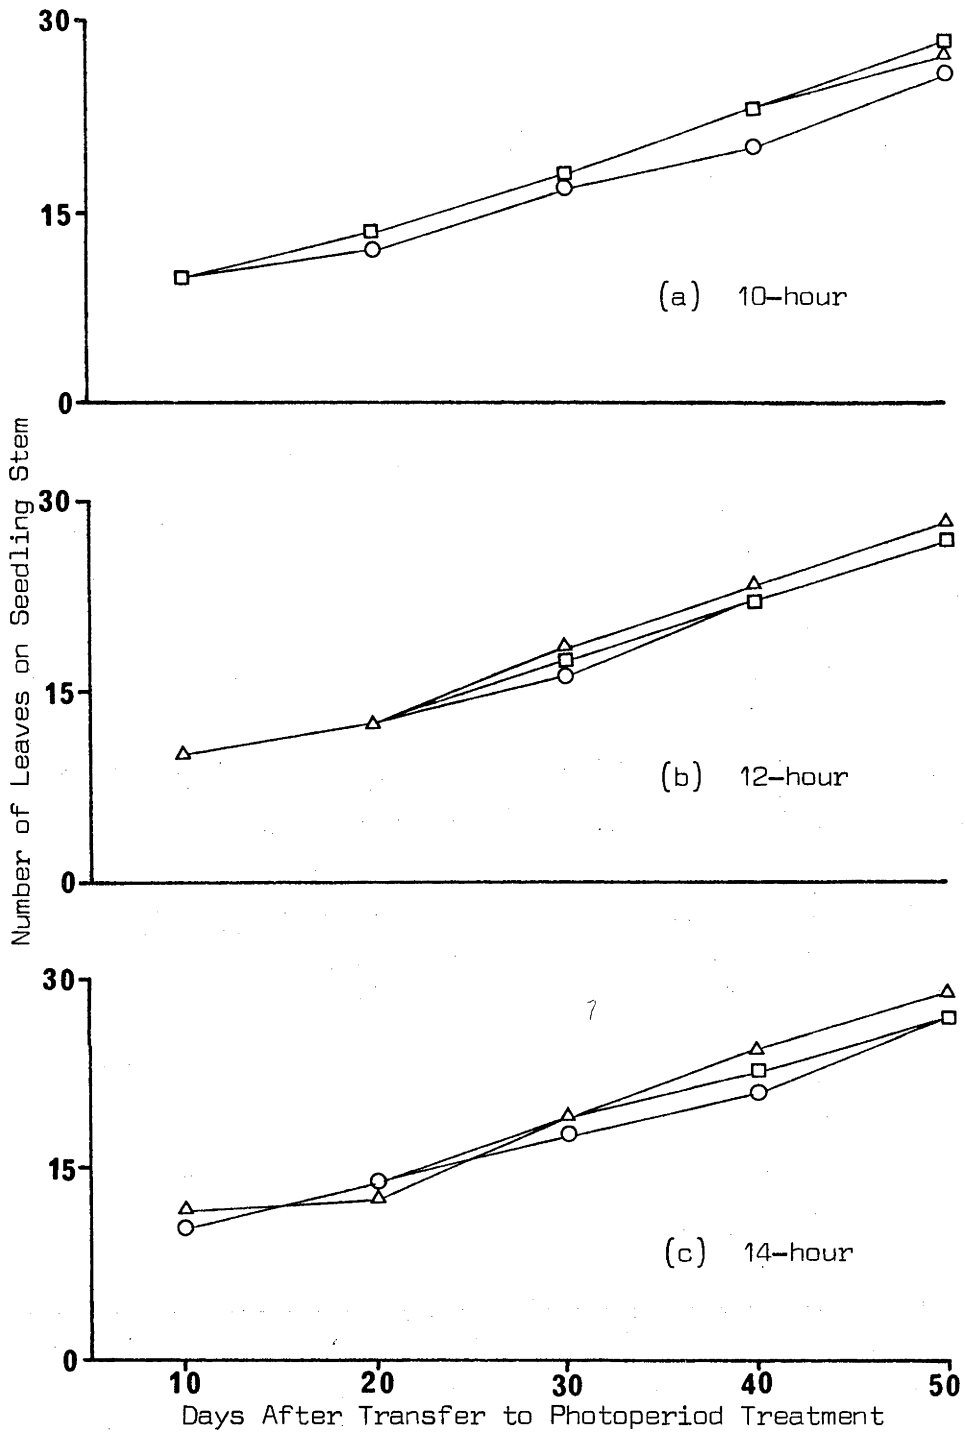 Number of Leaves on Seedling Stem
30
15
0
(a) 10-hour
30
15
0
(b) 12-hour
30
15
0
(c) 14-hour
10 20 30 40 50
Days After Transfer to Photoperiod Treatment